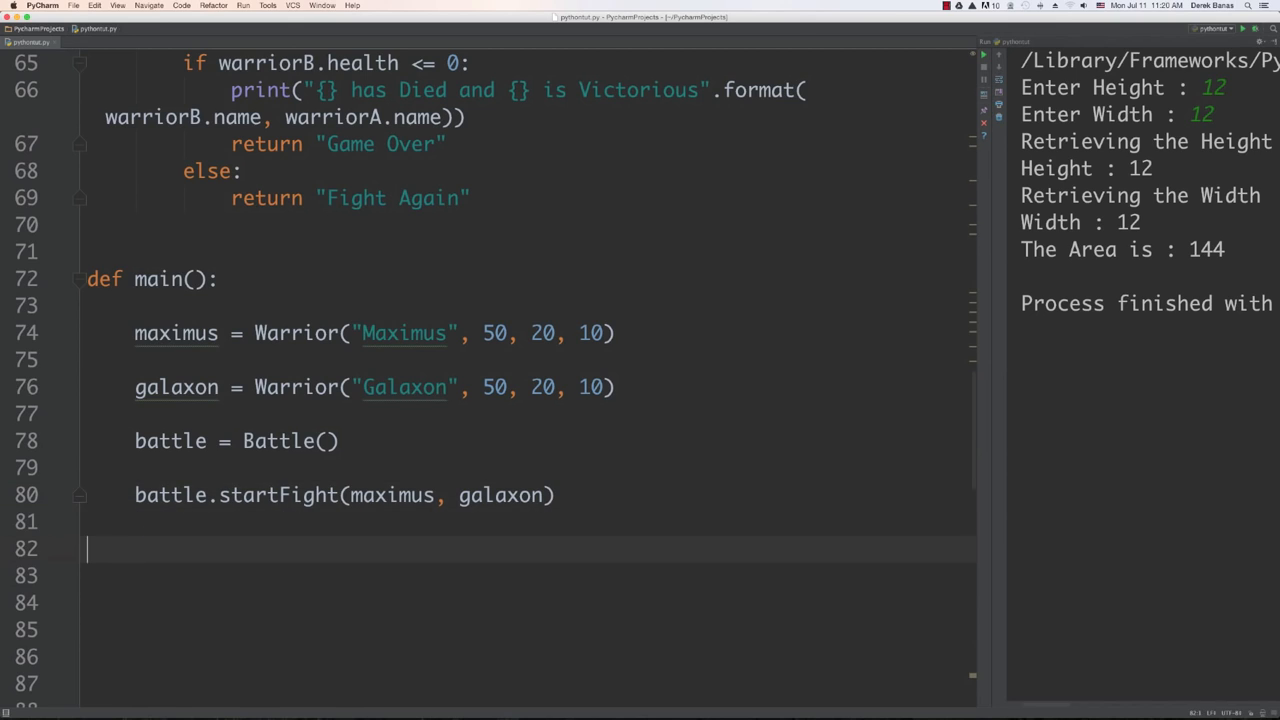 PyCharm File Edit View Navigate Code Refactor Run Tools VCS Window Help 10 Mon Jul 11 11:20 AM Derek Banas
pythontut.py - PycharmProjects - [~/PycharmProjects]
PycharmProjects pythontut.py pythontut
pythontut.py Run pythontut
65 if warriorB.health <= 0:
66 print("{} has Died and {} is Victorious".format(
warriorB.name, warriorA.name))
67 return "Game Over"
68 else:
69 return "Fight Again"
70
71
72 def main():
73
74 maximus = Warrior("Maximus", 50, 20, 10)
75
76 galaxon = Warrior("Galaxon", 50, 20, 10)
77
78 battle = Battle()
79
80 battle.startFight(maximus, galaxon)
81
82
83
84
85
86
87
/Library/Frameworks/Py
Enter Height : 12
Enter Width : 12
Retrieving the Height
Height : 12
Retrieving the Width
Width : 12
The Area is : 144
Process finished with
82:1 LF UTF-8